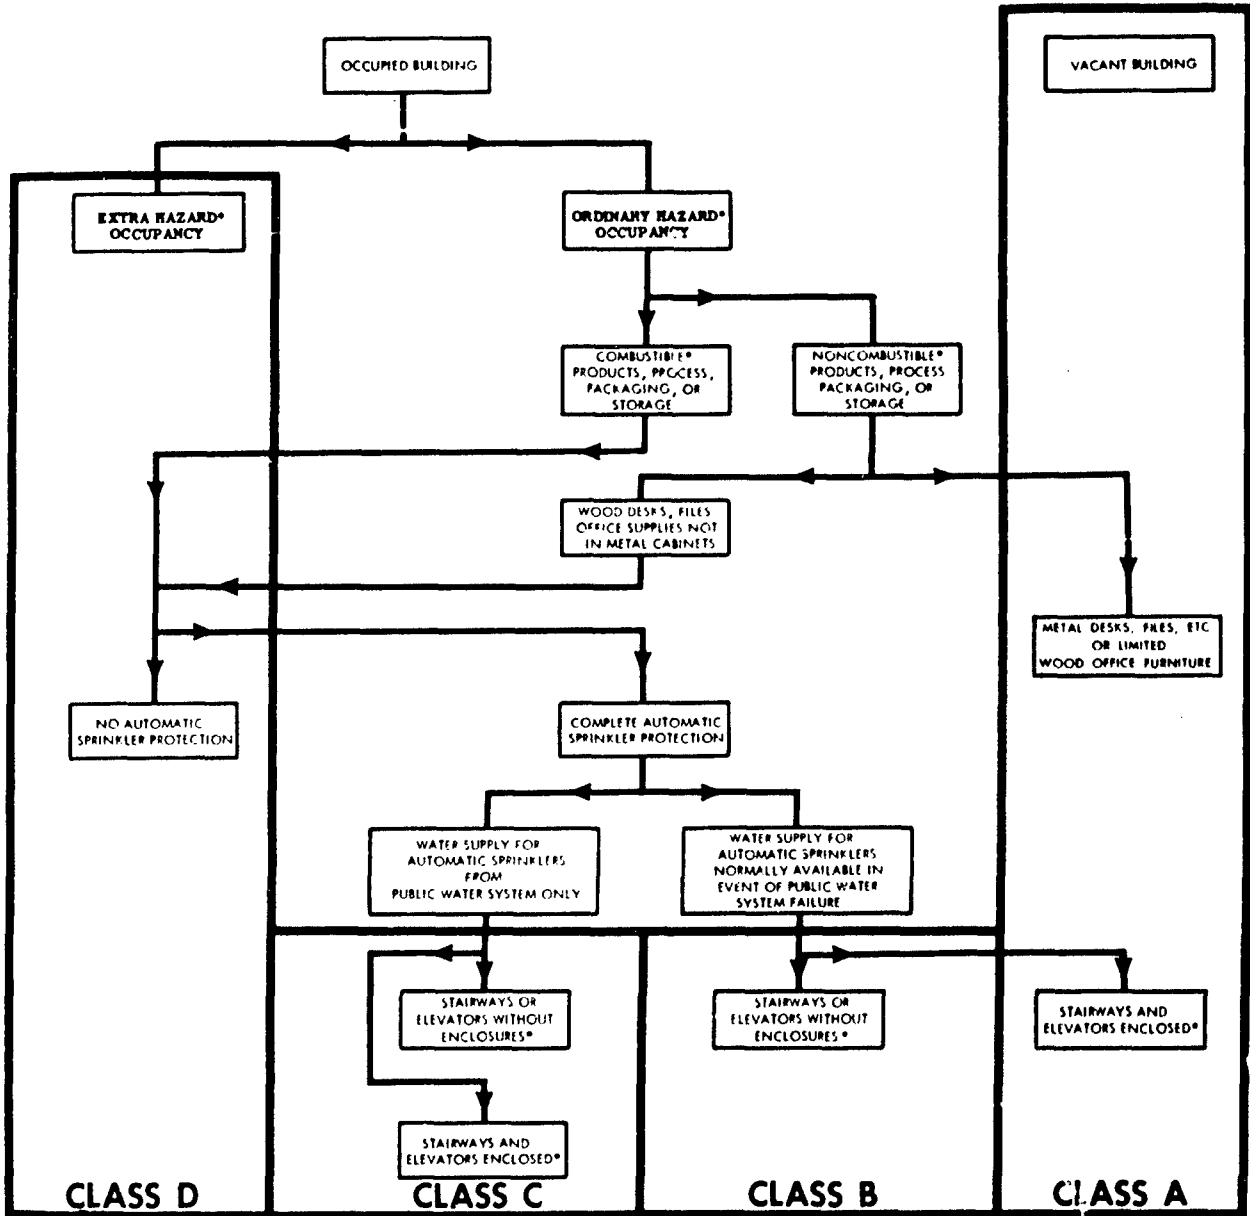 OCCUPIED BUILDING
VACANT BUILDING
EXTRA HAZARD*
OCCUPANCY
ORDINARY HAZARD*
OCCUPANCY
COMBUSTIBLE*
PRODUCTS, PROCESS,
PACKAGING, OR
STORAGE
NONCOMBUSTIBLE*
PRODUCTS, PROCESS
PACKAGING, OR
STORAGE
WOOD DESKS, FILES
OFFICE SUPPLIES NOT
IN METAL CABINETS
METAL DESKS, FILES, ETC
OR LIMITED
WOOD OFFICE FURNITURE
NO AUTOMATIC
SPRINKLER PROTECTION
COMPLETE AUTOMATIC
SPRINKLER PROTECTION
WATER SUPPLY FOR
AUTOMATIC SPRINKLERS
FROM
PUBLIC WATER SYSTEM ONLY
WATER SUPPLY FOR
AUTOMATIC SPRINKLERS
NORMALLY AVAILABLE IN
EVENT OF PUBLIC WATER
SYSTEM FAILURE
STAIRWAYS OR
ELEVATORS WITHOUT
ENCLOSURES*
STAIRWAYS OR
ELEVATORS WITHOUT
ENCLOSURES*
STAIRWAYS AND
ELEVATORS ENCLOSED*
STAIRWAYS AND
ELEVATORS ENCLOSED*
CLASS D
CLASS C
CLASS B
CLASS A